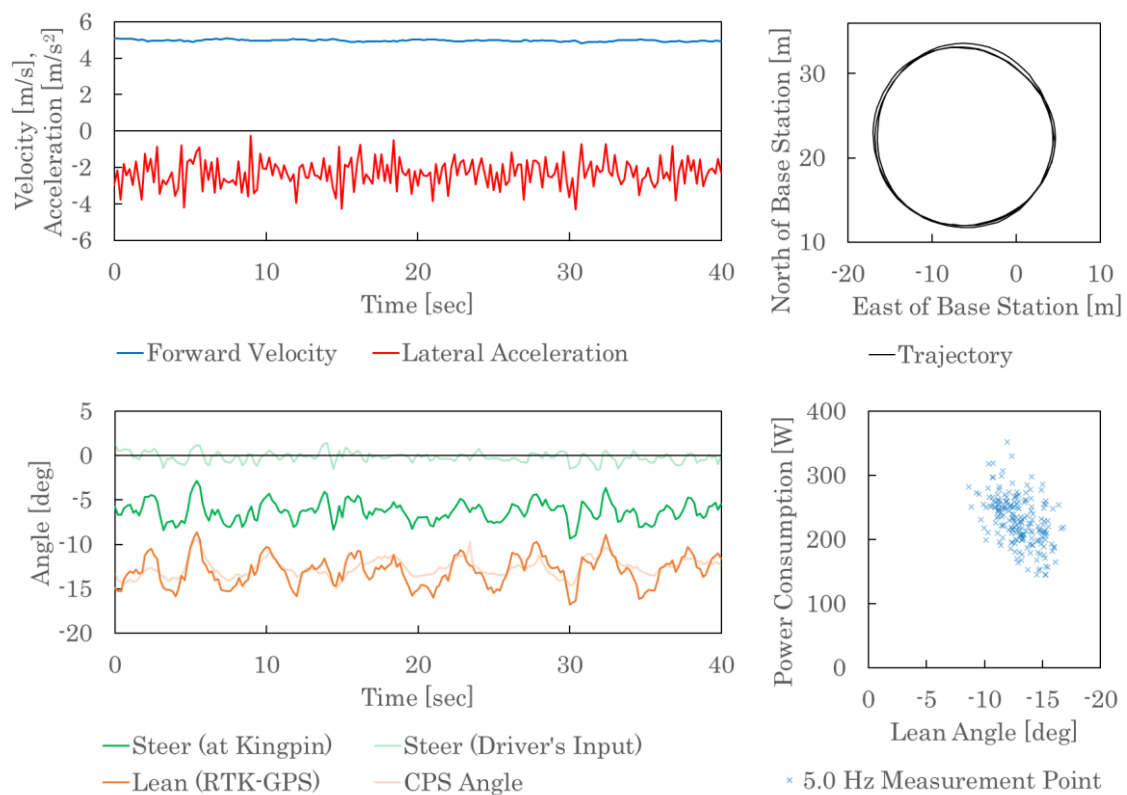 Velocity [m/s],
Acceleration [m/s²]
6
4
2
0
-2
-4
-6
0 10 20 30 40
Time [sec]
Forward Velocity Lateral Acceleration
North of Base Station [m]
30
20
10
-20 -10 0 10
East of Base Station [m]
Trajectory
Angle [deg]
5
0
-5
-10
-15
-20
0 10 20 30 40
Time [sec]
Steer (at Kingpin) Steer (Driver's Input)
Lean (RTK-GPS) CPS Angle
Power Consumption [W]
400
300
200
100
0
0 -5 -10 -15 -20
Lean Angle [deg]
5.0 Hz Measurement Point